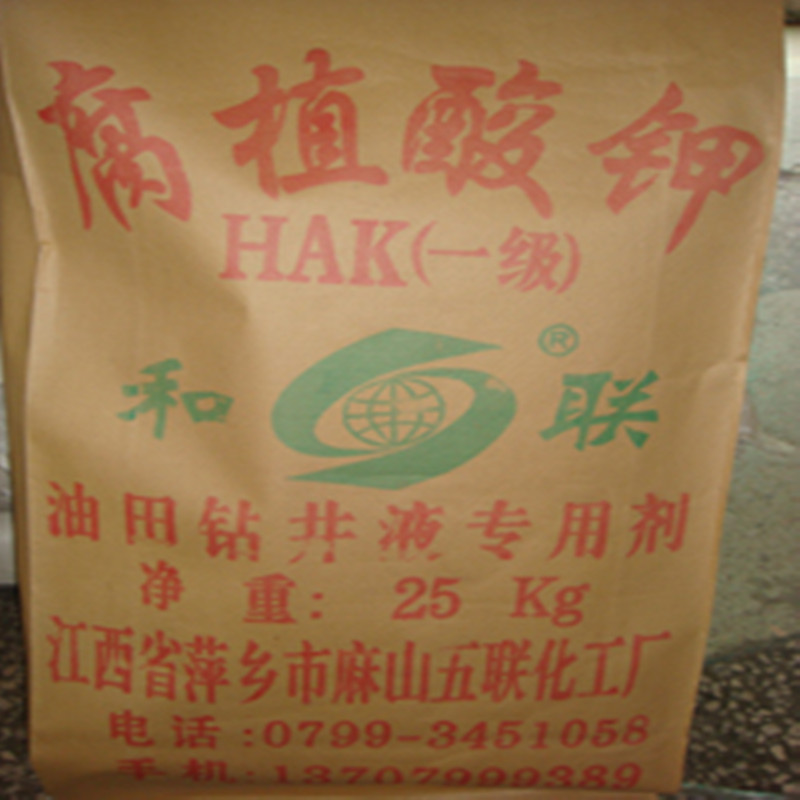 腐植酸钾
HAK(一级)
和 ® 联
油田钻井液专用剂
净 重: 25 Kg
江西省萍乡市麻山五联化工厂
电话:0799-3451058
手机:13707999389